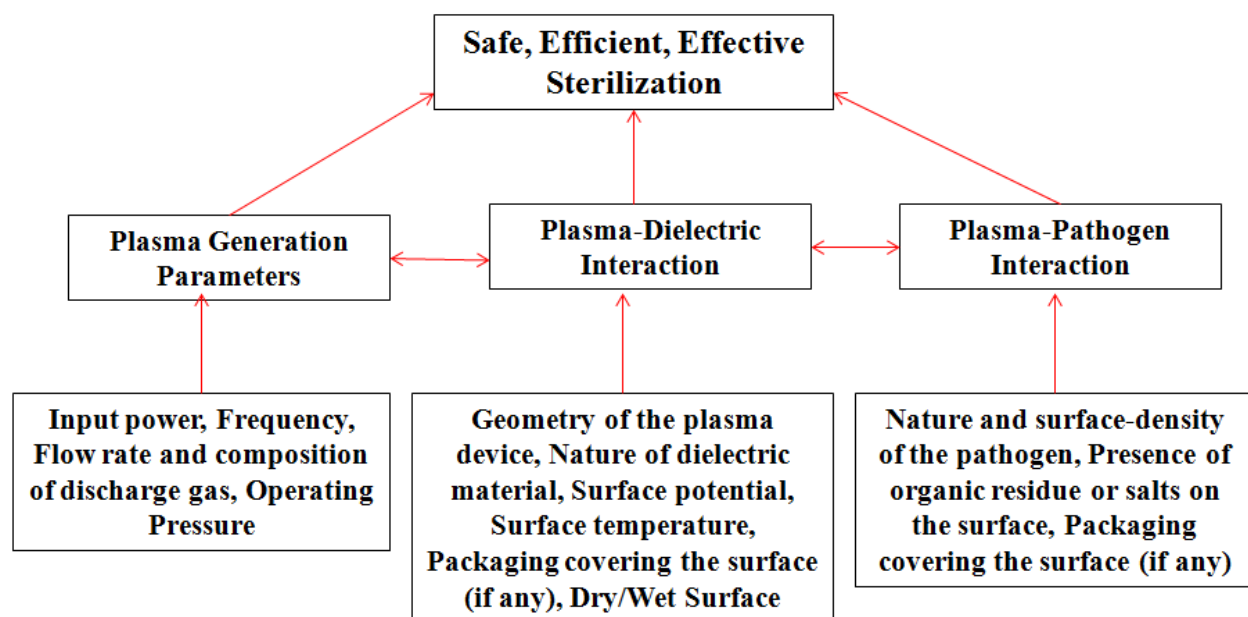 Safe, Efficient, Effective
Sterilization
Plasma Generation
Parameters
Plasma-Dielectric
Interaction
Plasma-Pathogen
Interaction
Input power, Frequency,
Flow rate and composition
of discharge gas, Operating
Pressure
Geometry of the plasma
device, Nature of dielectric
material, Surface potential,
Surface temperature,
Packaging covering the surface
(if any), Dry/Wet Surface
Nature and surface-density
of the pathogen, Presence of
organic residue or salts on
the surface, Packaging
covering the surface (if any)